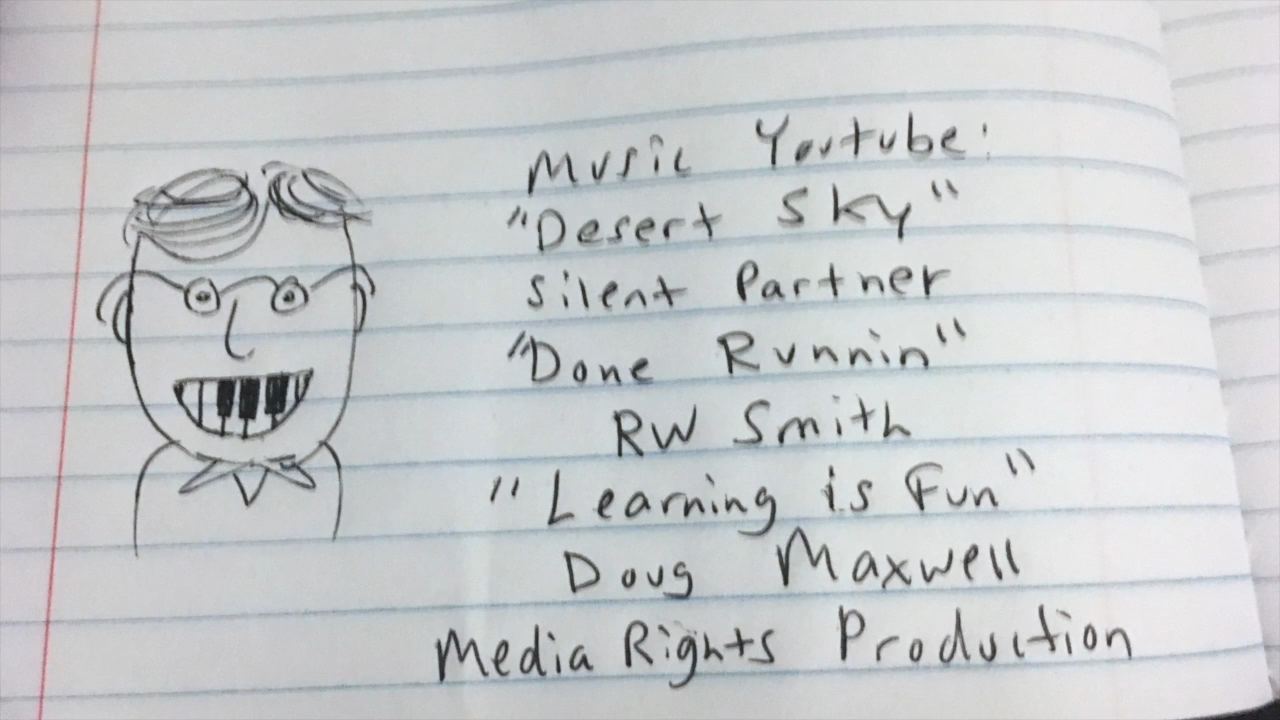 Music Youtube:
"Desert Sky"
Silent Partner
"Done Runnin"
RW Smith
"Learning is Fun"
Doug Maxwell
Media Rights Production